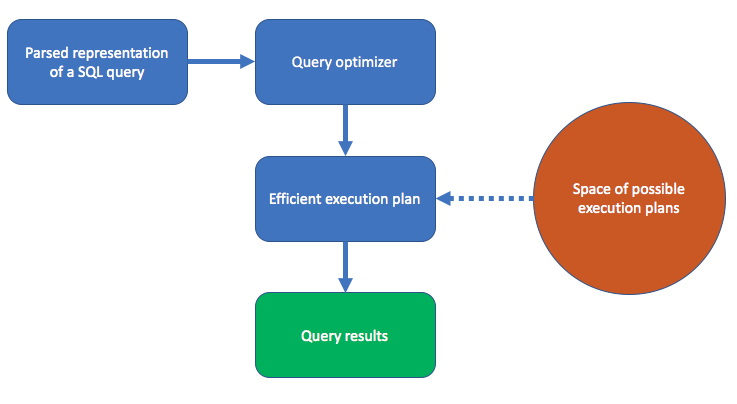 Parsed representation
of a SQL query
Query optimizer
Efficient execution plan
Space of possible
execution plans
Query results